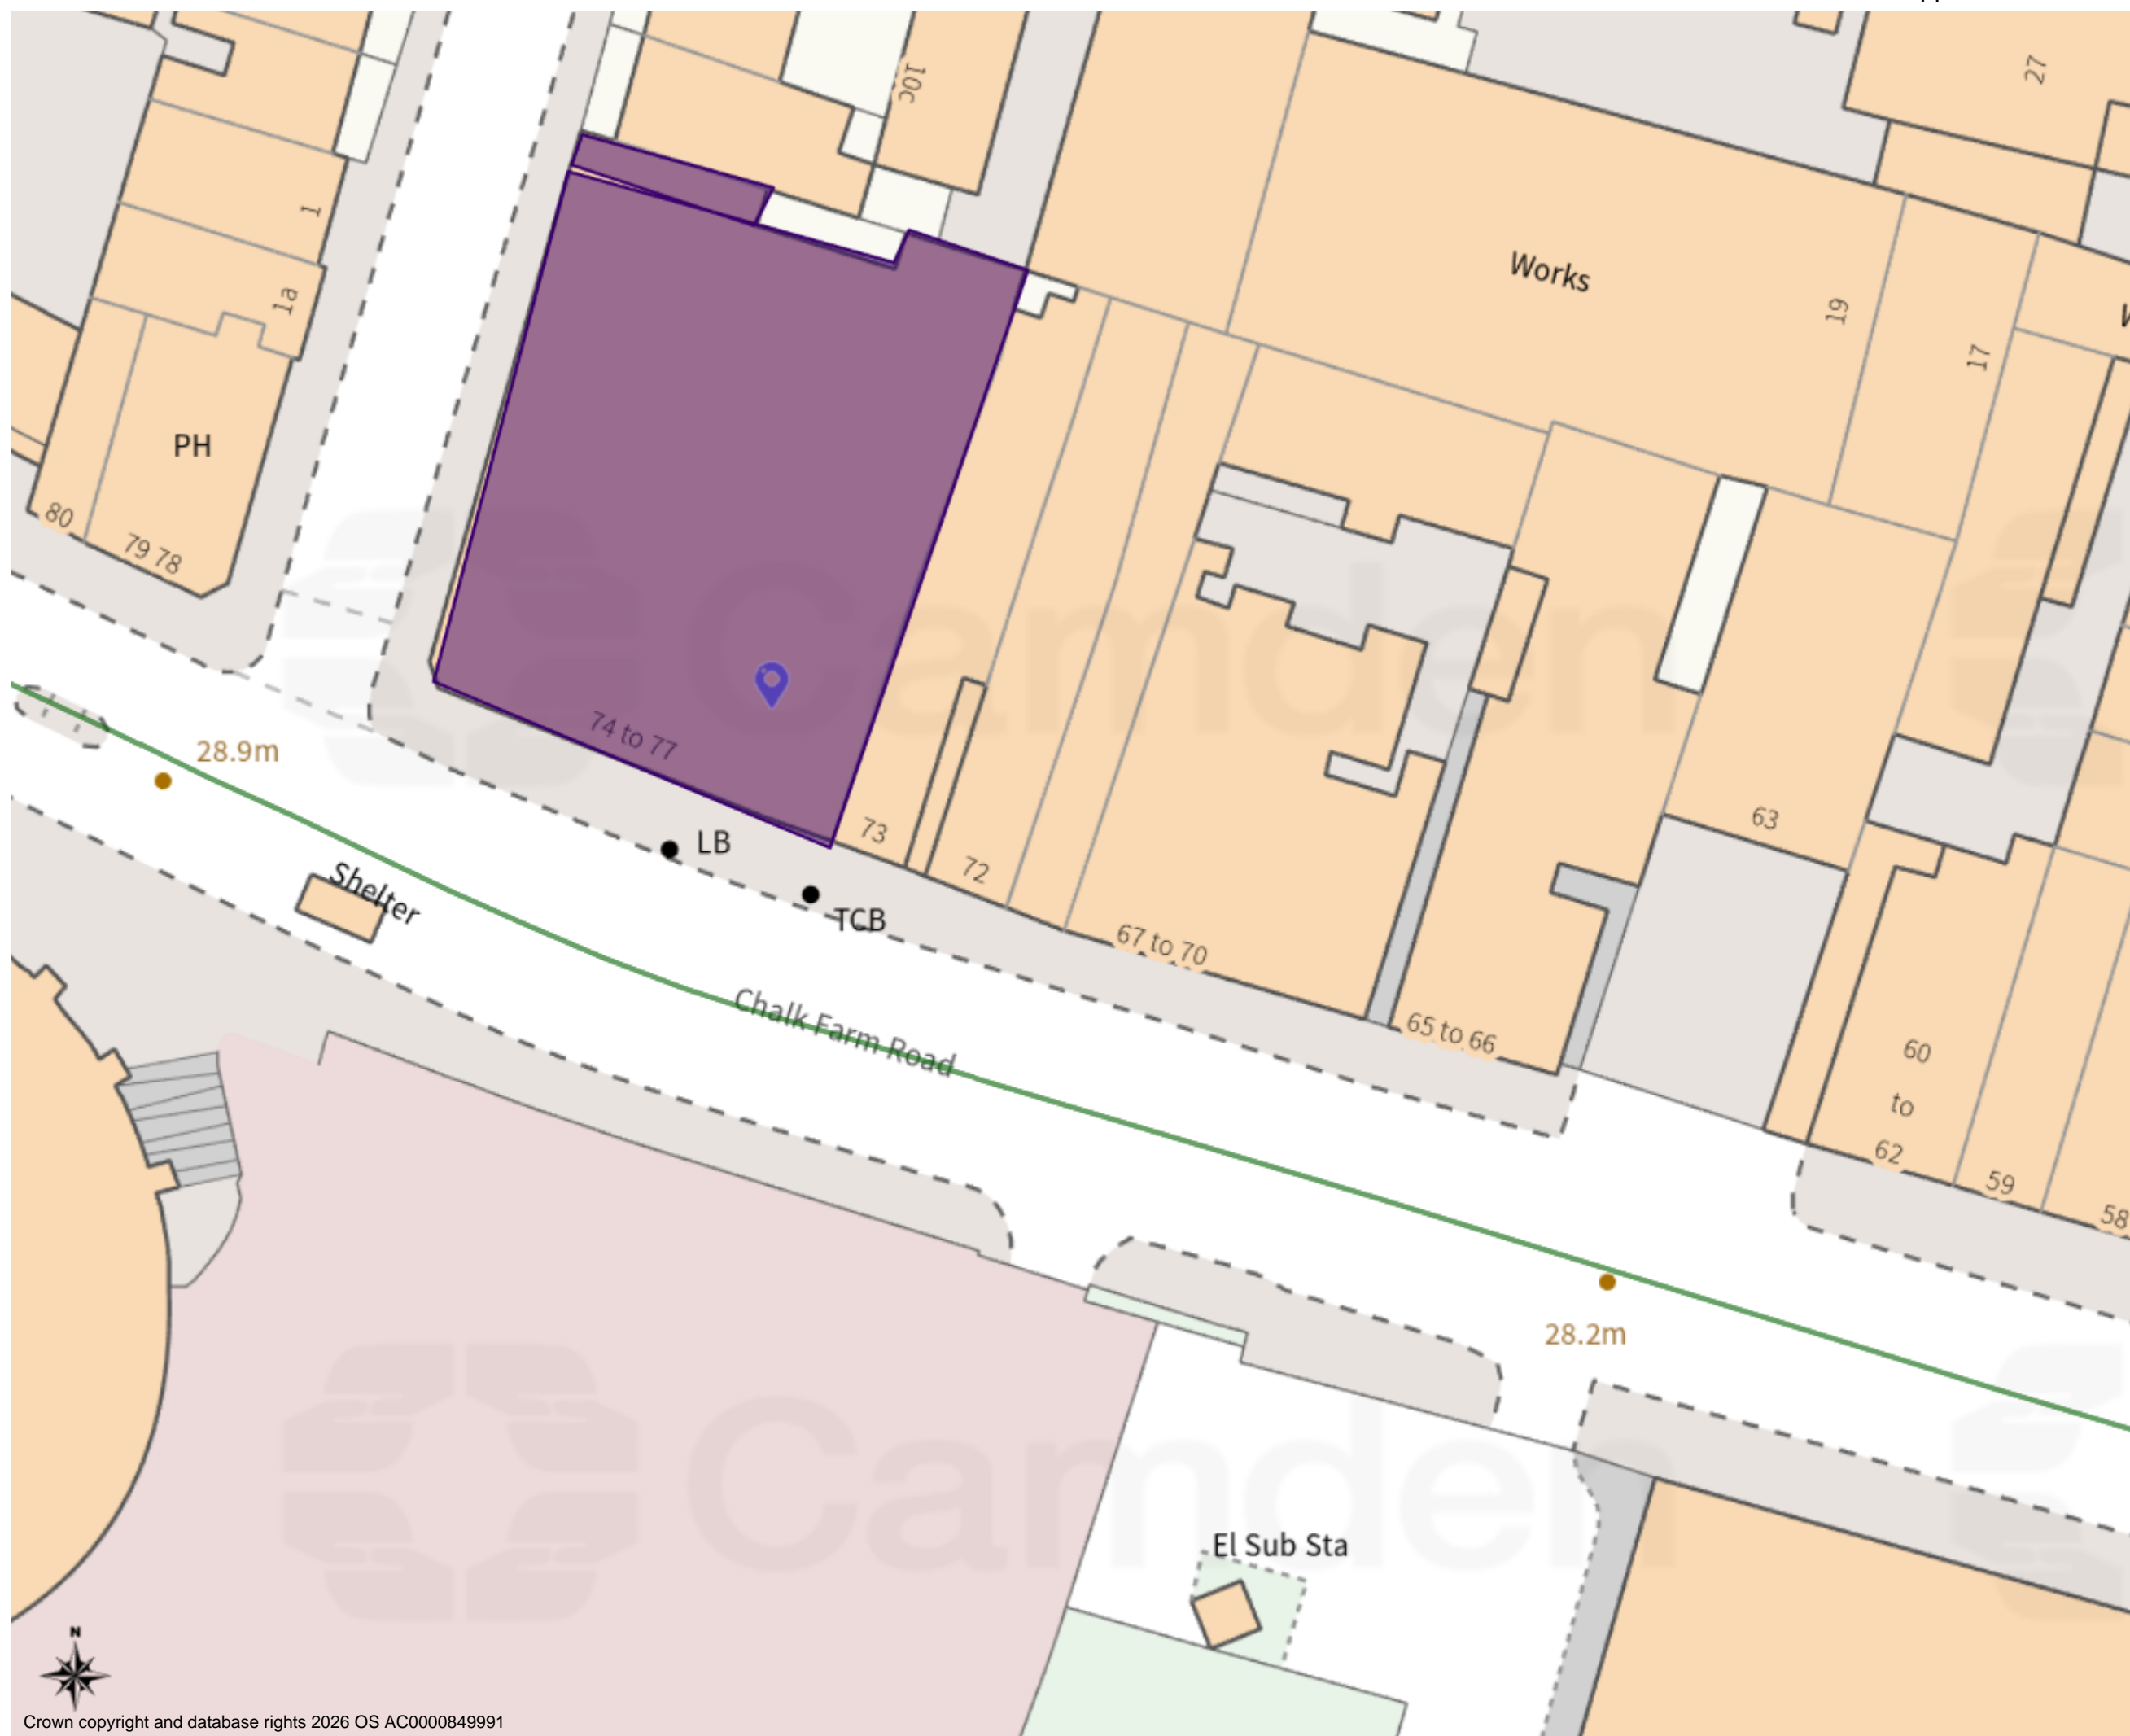 10c
27
1
Works
1a
19
17
PH
80
79 78
Camden
74 to 77
28.9m
LB
73
63
Shelter
72
TCB
67 to 70
Chalk Farm Road
65 to 66
60
to
62
59
58
28.2m
Camden
El Sub Sta
N
Crown copyright and database rights 2026 OS AC0000849991